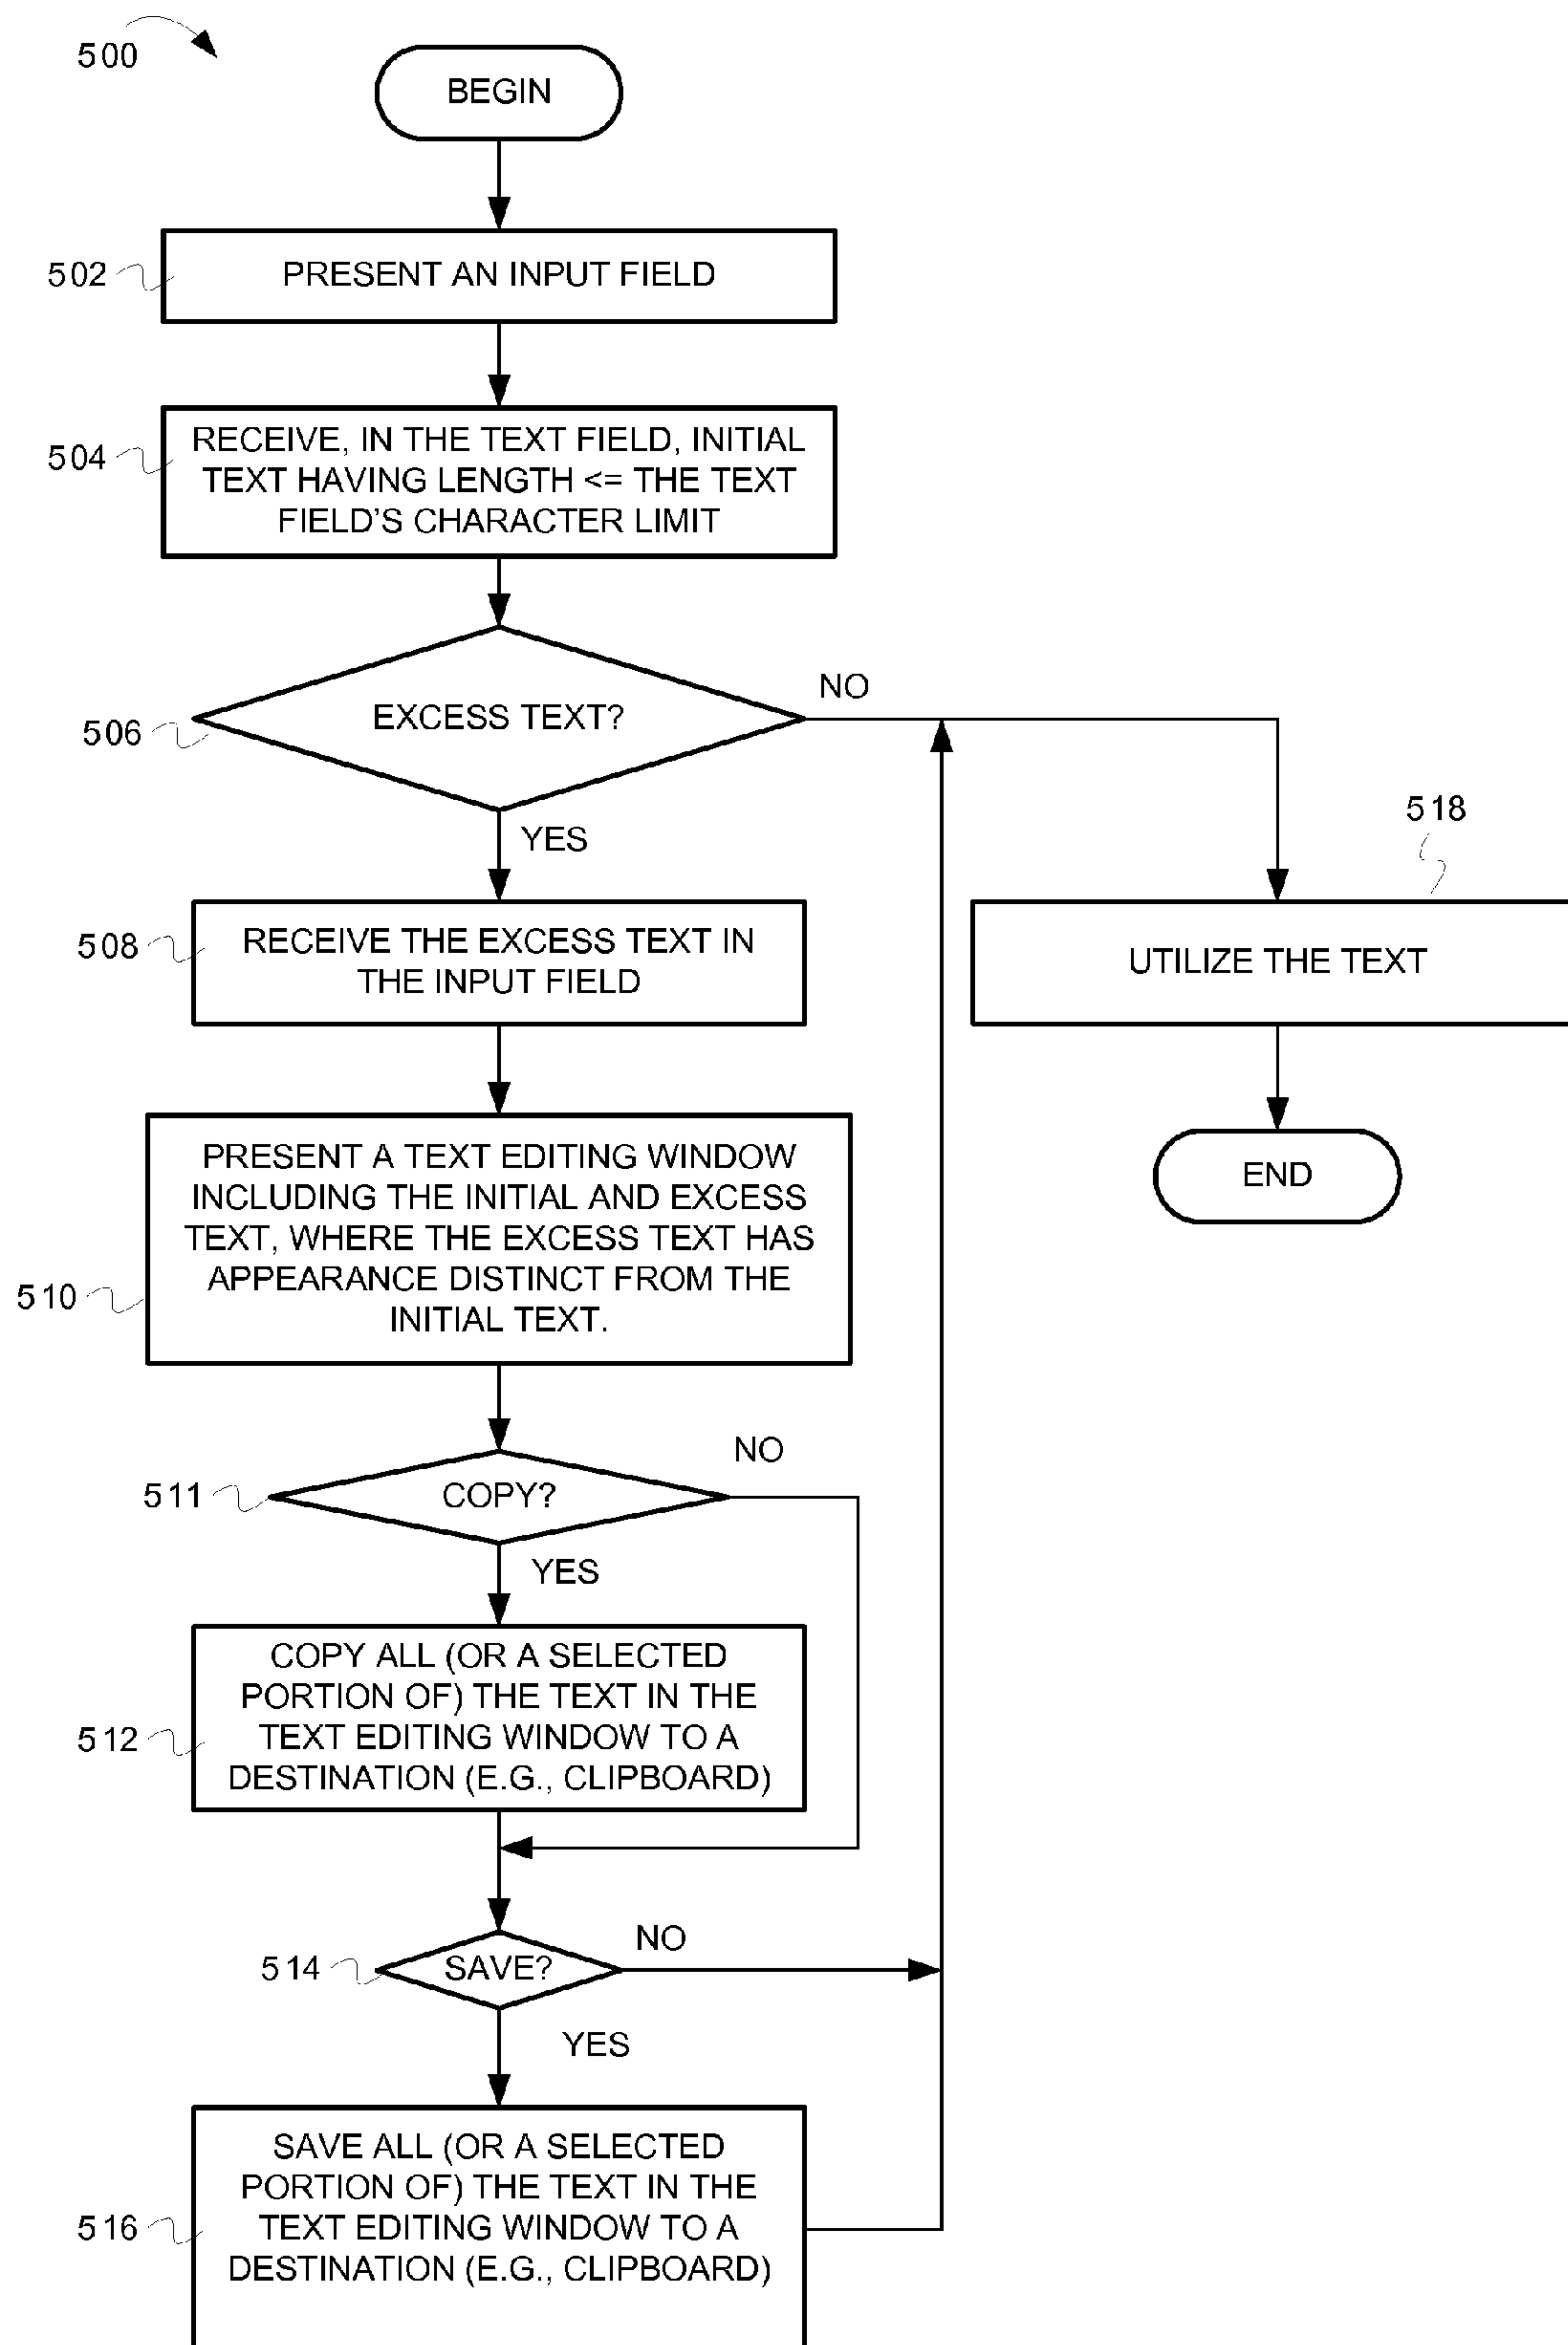 500
BEGIN
502
PRESENT AN INPUT FIELD
504
RECEIVE, IN THE TEXT FIELD, INITIAL
TEXT HAVING LENGTH <= THE TEXT
FIELD'S CHARACTER LIMIT
506
EXCESS TEXT?
NO
YES
508
RECEIVE THE EXCESS TEXT IN
THE INPUT FIELD
518
UTILIZE THE TEXT
END
510
PRESENT A TEXT EDITING WINDOW
INCLUDING THE INITIAL AND EXCESS
TEXT, WHERE THE EXCESS TEXT HAS
APPEARANCE DISTINCT FROM THE
INITIAL TEXT.
511
COPY?
NO
YES
512
COPY ALL (OR A SELECTED
PORTION OF) THE TEXT IN THE
TEXT EDITING WINDOW TO A
DESTINATION (E.G., CLIPBOARD)
514
SAVE?
NO
YES
516
SAVE ALL (OR A SELECTED
PORTION OF) THE TEXT IN THE
TEXT EDITING WINDOW TO A
DESTINATION (E.G., CLIPBOARD)